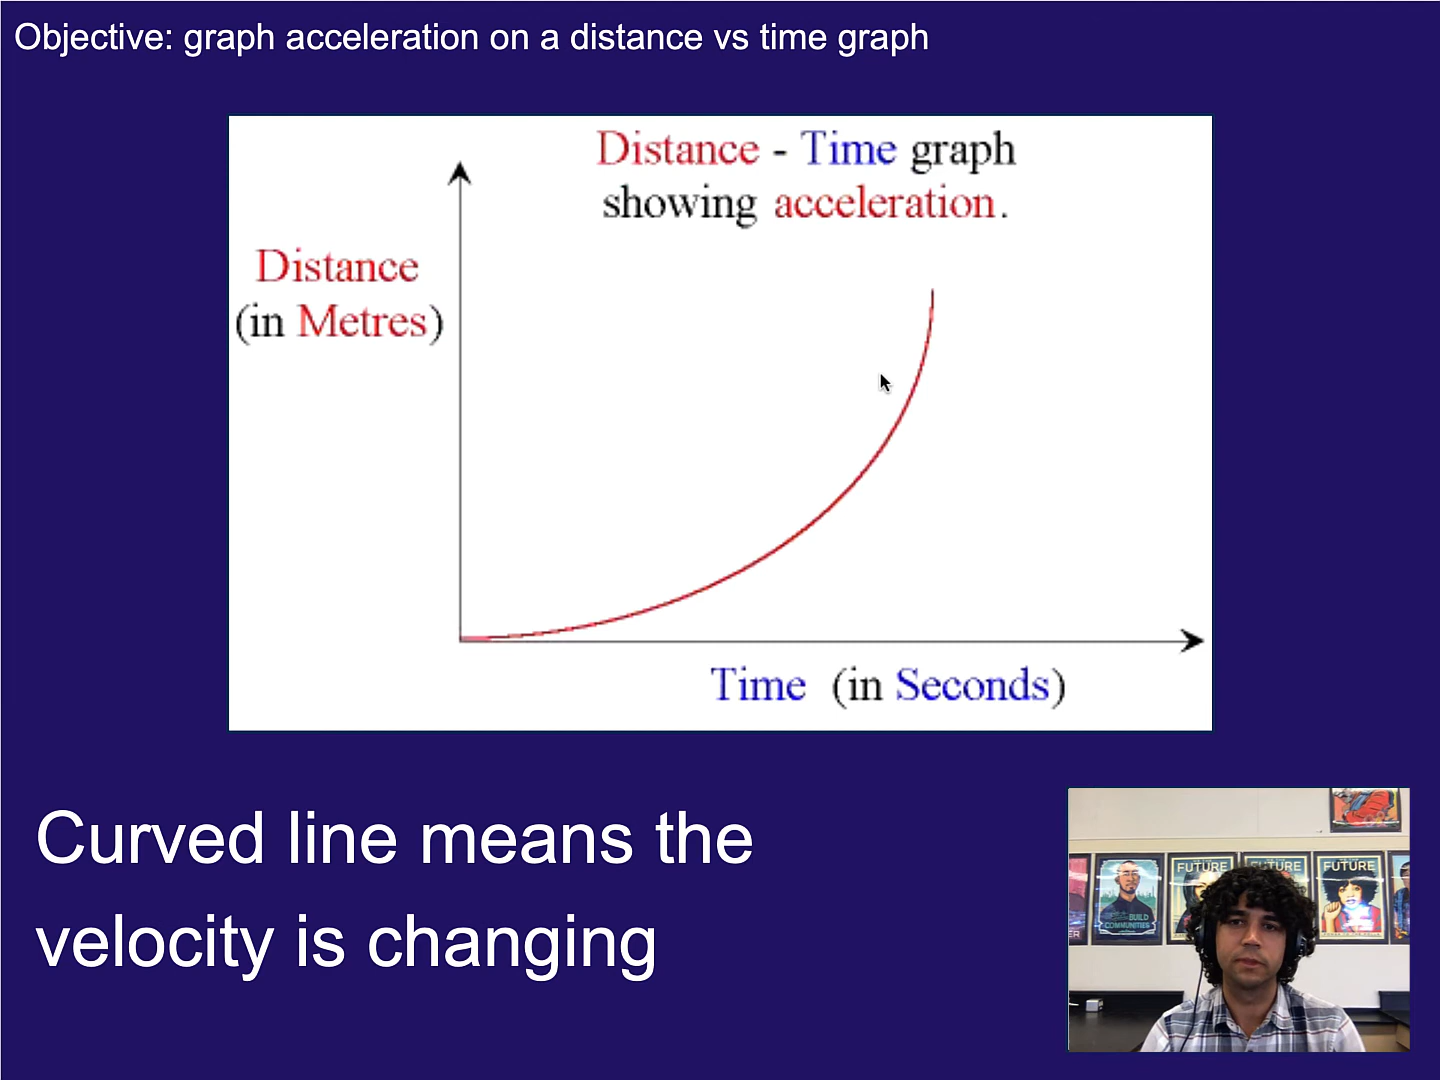 Objective: graph acceleration on a distance vs time graph
Distance - Time graph
showing acceleration.
Distance
(in Metres)
Time (in Seconds)
Curved line means the
velocity is changing
BUILD
COMMUNITIES
FUTURE
FUTURE
FUTURE